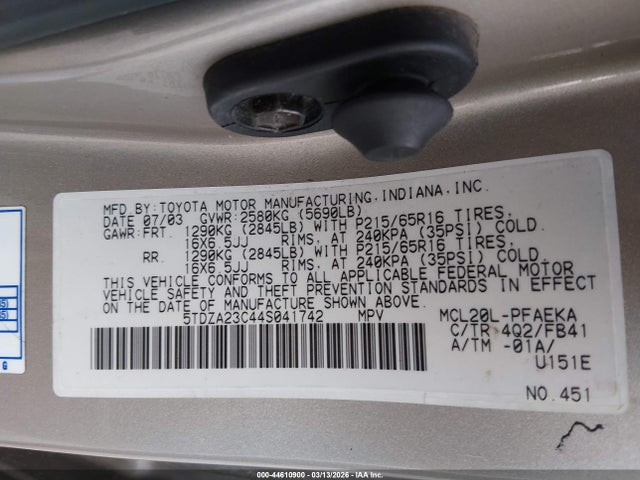 MFD BY: TOYOTA MOTOR MANUFACTURING, INDIANA, INC.
DATE 07/03 GVWR: 2580KG (5690LB)
GAWR: FRT. 1290KG (2845LB) WITH P215/65R16 TIRES,
16X6.5JJ RIMS, AT 240KPA (35PSI) COLD.
RR. 1290KG (2845LB) WITH P215/65R16 TIRES,
16X6.5JJ RIMS, AT 240KPA (35PSI) COLD.
THIS VEHICLE CONFORMS TO ALL APPLICABLE FEDERAL MOTOR
VEHICLE SAFETY AND THEFT PREVENTION STANDARDS IN EFFECT
ON THE DATE OF MANUFACTURE SHOWN ABOVE.
5TDZA23C44S041742 MPV MCL20L-PFAEKA
C/TR 4Q2/FB41
A/TM -01A/
U151E
NO.451
G
000-44610900 - 03/13/2026 - IAA Inc.